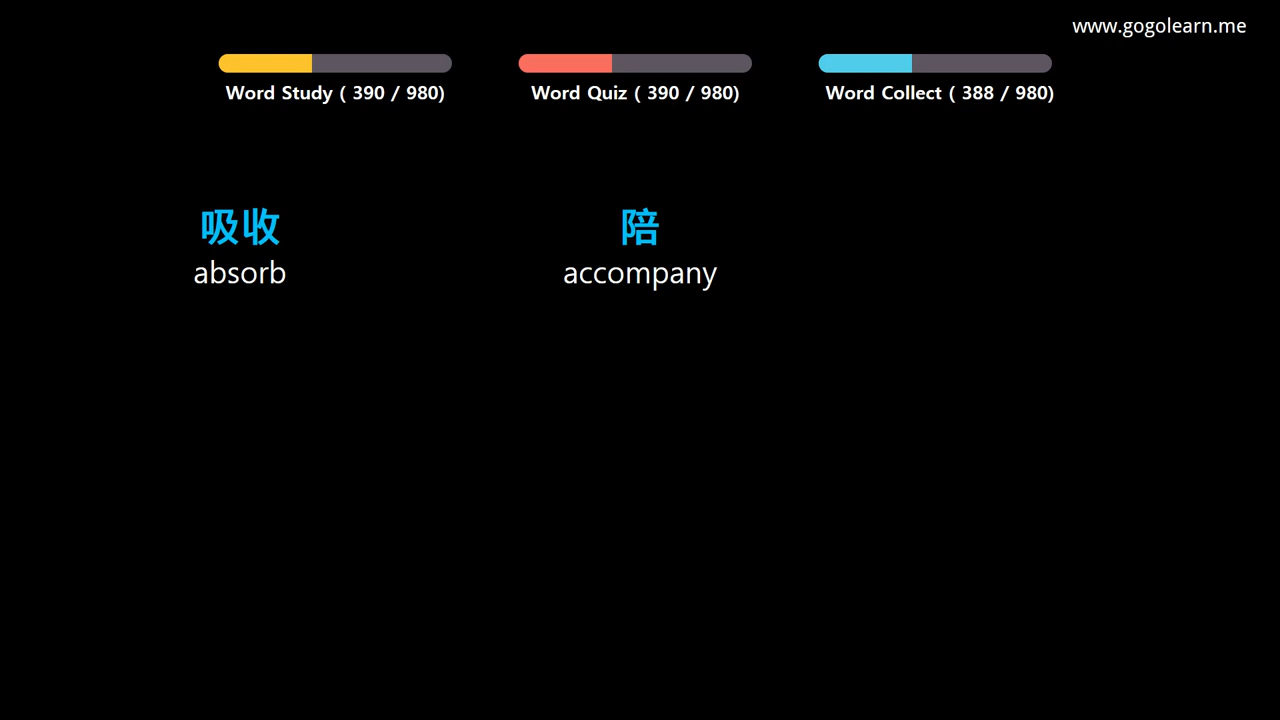 www.gogolearn.me
Word Study ( 390 / 980)
Word Quiz ( 390 / 980)
Word Collect ( 388 / 980)
吸收
absorb
陪
accompany